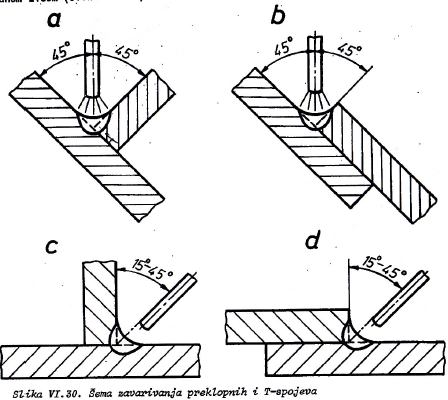 a b
45° 45° 45° 45°
c d
15°-45° 15°-45°
Slika VI.30. Šema zavarivanja preklopnih i T-spojeva